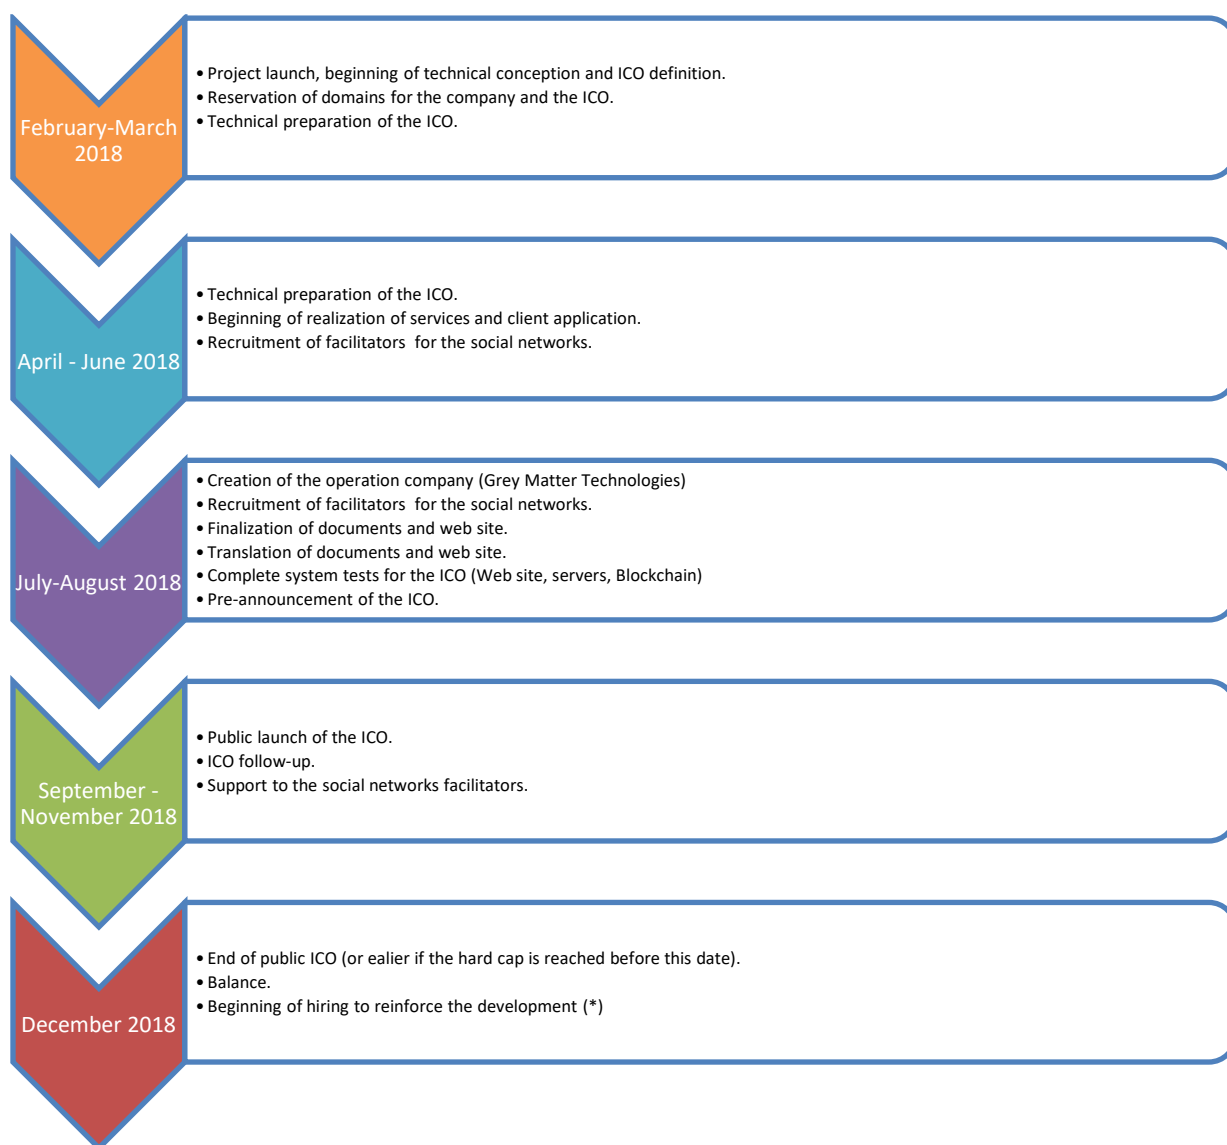 February-March
2018
• Project launch, beginning of technical conception and ICO definition.
• Reservation of domains for the company and the ICO.
• Technical preparation of the ICO.
April - June 2018
• Technical preparation of the ICO.
• Beginning of realization of services and client application.
• Recruitment of facilitators  for the social networks.
July-August 2018
• Creation of the operation company (Grey Matter Technologies)
• Recruitment of facilitators  for the social networks.
• Finalization of documents and web site.
• Translation of documents and web site.
• Complete system tests for the ICO (Web site, servers, Blockchain)
• Pre-announcement of the ICO.
September -
November 2018
• Public launch of the ICO.
• ICO follow-up.
• Support to the social networks facilitators.
December 2018
• End of public ICO (or ealier if the hard cap is reached before this date).
• Balance.
• Beginning of hiring to reinforce the development (*)